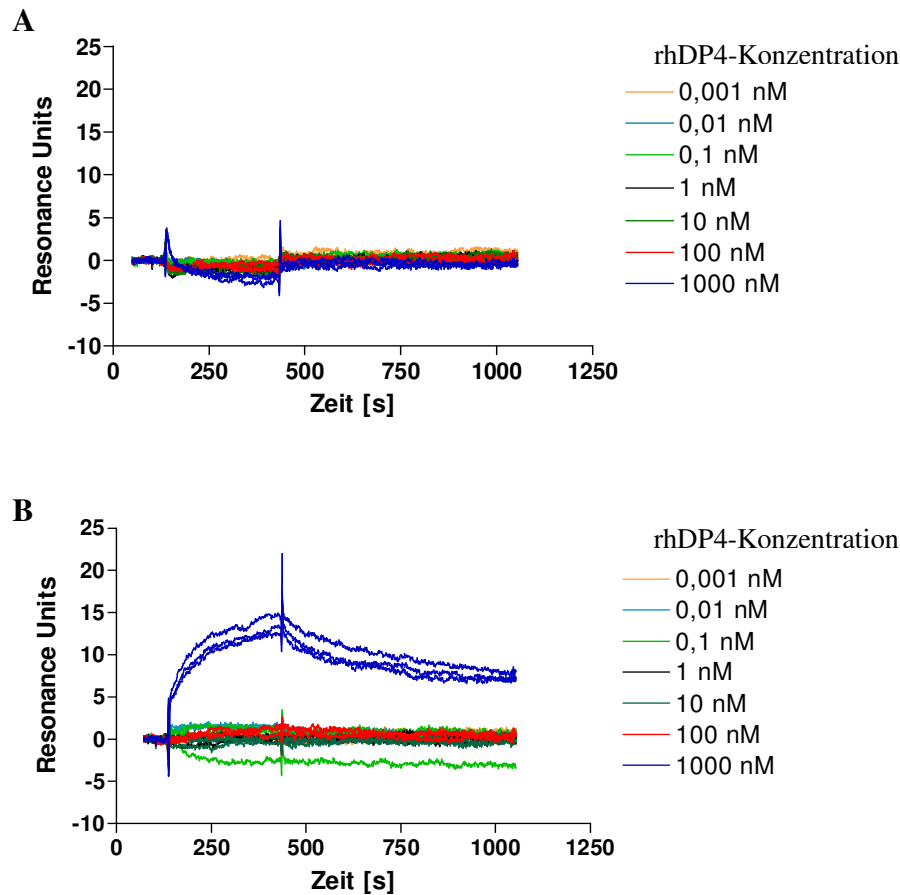 A
25
20
15
10
5
0
-5
-10
Resonance Units
0 250 500 750 1000 1250
Zeit [s]
rhDP4-Konzentration
0,001 nM
0,01 nM
0,1 nM
1 nM
10 nM
100 nM
1000 nM
B
25
20
15
10
5
0
-5
-10
Resonance Units
0 250 500 750 1000 1250
Zeit [s]
rhDP4-Konzentration
0,001 nM
0,01 nM
0,1 nM
1 nM
10 nM
100 nM
1000 nM